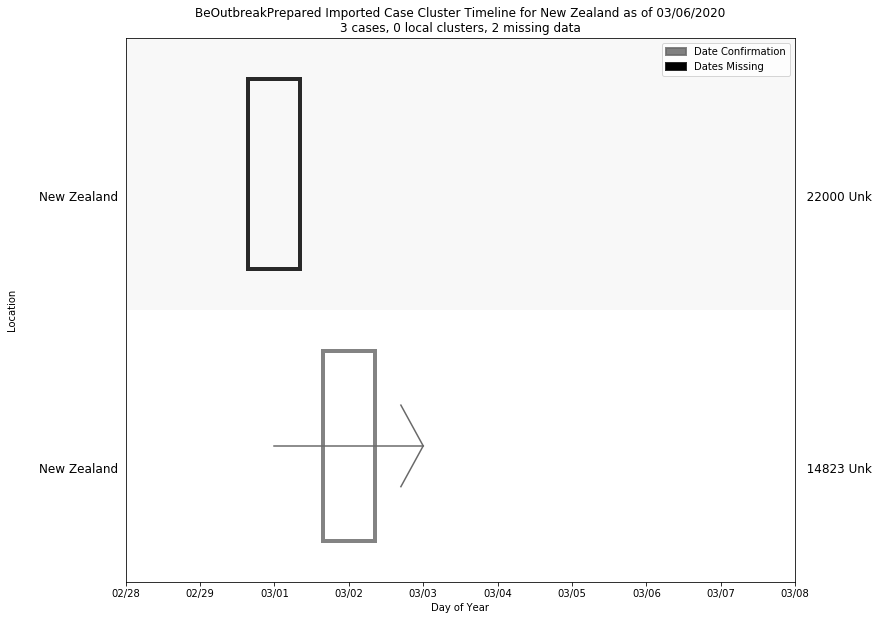 BeOutbreakPrepared Imported Case Cluster Timeline for New Zealand as of 03/06/2020
3 cases, 0 local clusters, 2 missing data
Date Confirmation
Dates Missing
New Zealand
22000 Unk
Location
New Zealand
14823 Unk
02/28 02/29 03/01 03/02 03/03 03/04 03/05 03/06 03/07 03/08
Day of Year